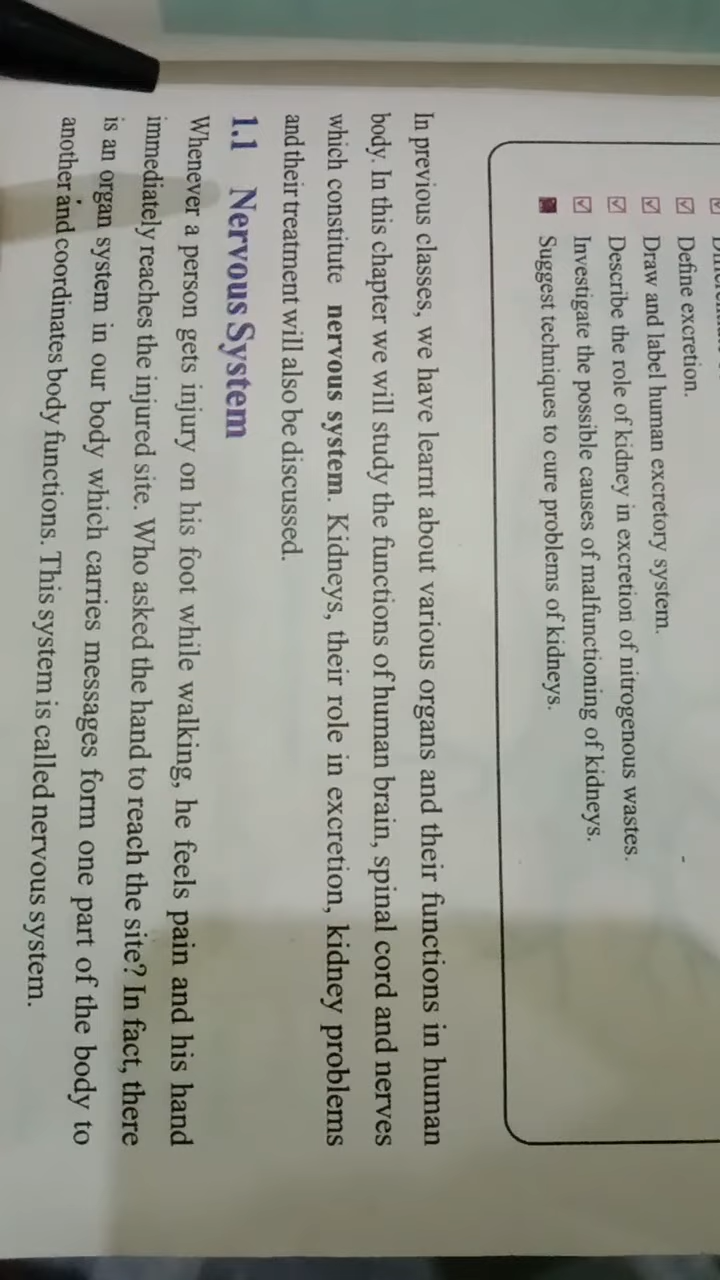 Define excretion.
Draw and label human excretory system.
Describe the role of kidney in excretion of nitrogenous wastes.
Investigate the possible causes of malfunctioning of kidneys.
Suggest techniques to cure problems of kidneys.
In previous classes, we have learnt about various organs and their functions in human
body. In this chapter we will study the functions of human brain, spinal cord and nerves
which constitute nervous system. Kidneys, their role in excretion, kidney problems
and their treatment will also be discussed.
1.1 Nervous System
Whenever a person gets injury on his foot while walking, he feels pain and his hand
immediately reaches the injured site. Who asked the hand to reach the site? In fact, there
is an organ system in our body which carries messages form one part of the body to
another and coordinates body functions. This system is called nervous system.